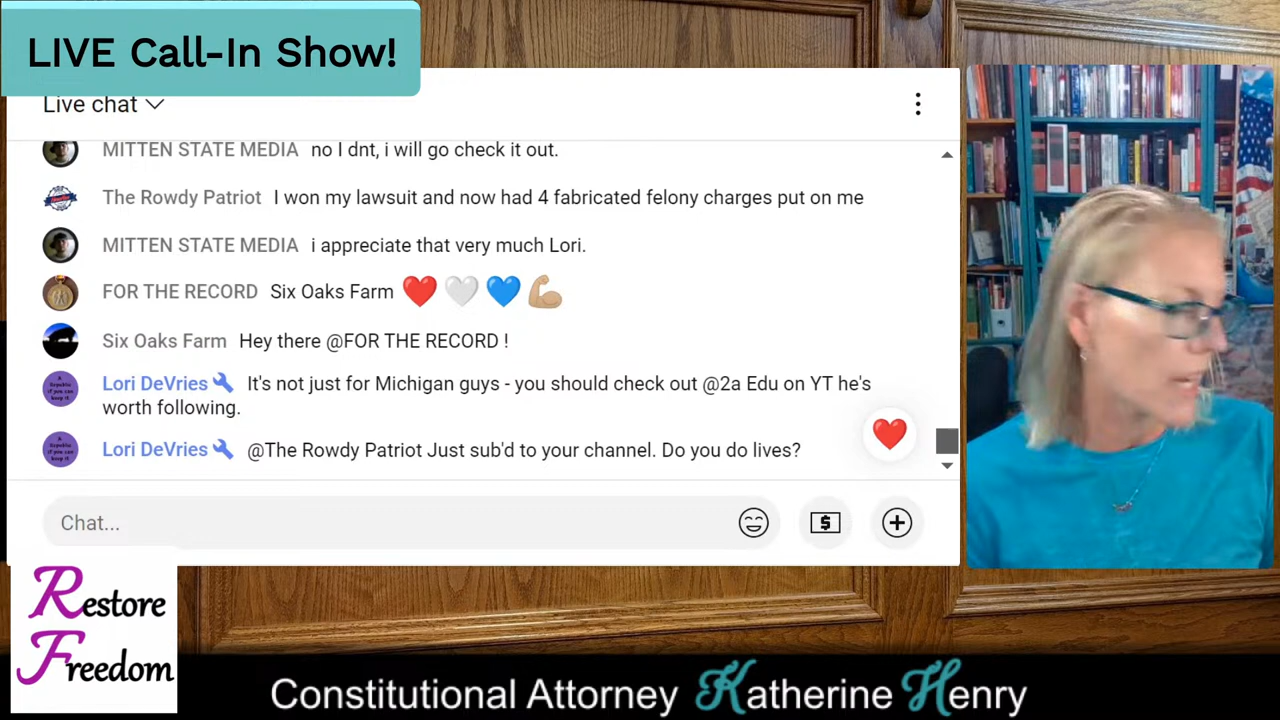 LIVE Call-In Show!
Live chat
MITTEN STATE MEDIA no I dnt, i will go check it out.
The Rowdy Patriot I won my lawsuit and now had 4 fabricated felony charges put on me
MITTEN STATE MEDIA i appreciate that very much Lori.
FOR THE RECORD Six Oaks Farm ❤️🤍💙💪🏼
Six Oaks Farm Hey there @FOR THE RECORD !
Lori DeVries It's not just for Michigan guys - you should check out @2a Edu on YT he's
worth following.
Lori DeVries @The Rowdy Patriot Just sub'd to your channel. Do you do lives?
Chat...
Restore
Freedom
Constitutional Attorney Katherine Henry